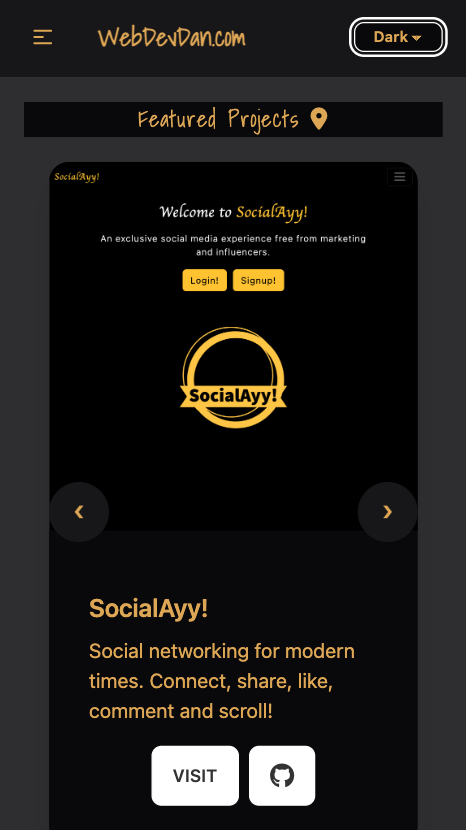 WebDevDan.com
Dark
Featured Projects
SocialAyy!
Welcome to SocialAyy!
An exclusive social media experience free from marketing
and influencers.
Login! Signup!
SocialAyy!
SocialAyy!
Social networking for modern
times. Connect, share, like,
comment and scroll!
VISIT